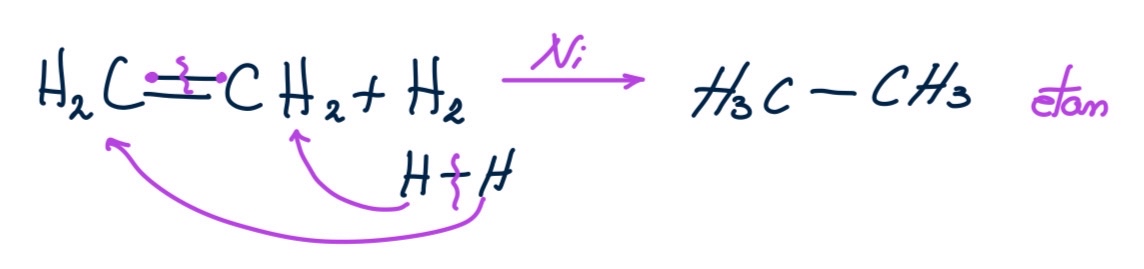 H₂C=CH₂ + H₂ Ni H₃C–CH₃ etan
H–H